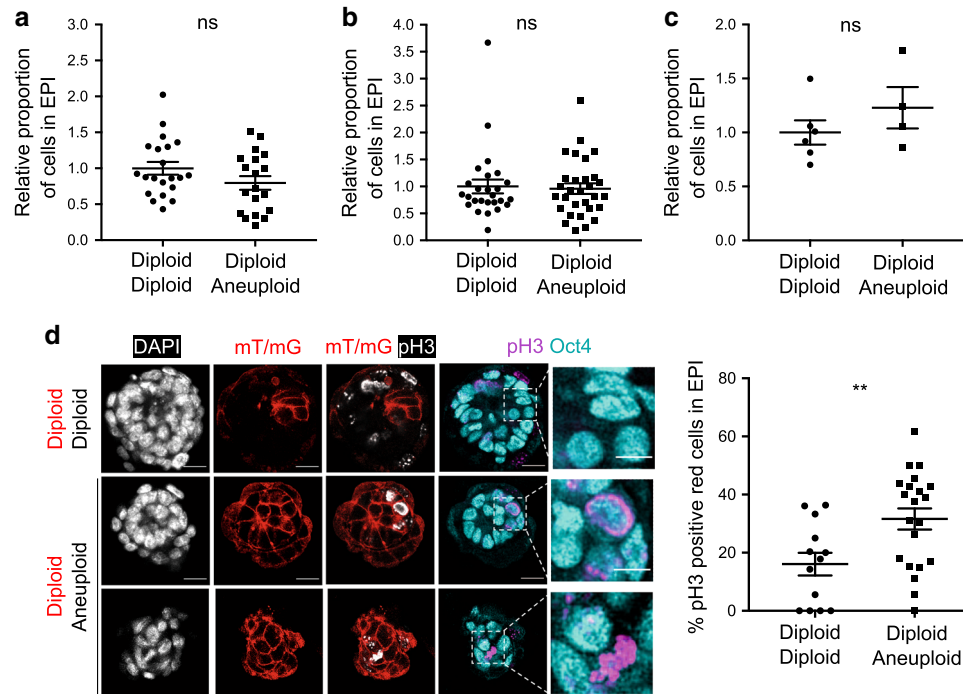 a
ns
Relative proportion
of cells in EPI
3.0
2.5
2.0
1.5
1.0
0.5
0.0
Diploid
Diploid
Diploid
Aneuploid
b
ns
Relative proportion
of cells in EPI
4.0
3.5
3.0
2.5
2.0
1.5
1.0
0.5
0.0
Diploid
Diploid
Diploid
Aneuploid
c
ns
Relative proportion
of cells in EPI
2.0
1.5
1.0
0.5
0.0
Diploid
Diploid
Diploid
Aneuploid
d
DAPI
mT/mG
mT/mG pH3
pH3 Oct4
Diploid
Diploid
Diploid
Aneuploid
**
% pH3 positive red cells in EPI
80
60
40
20
0
Diploid
Diploid
Diploid
Aneuploid